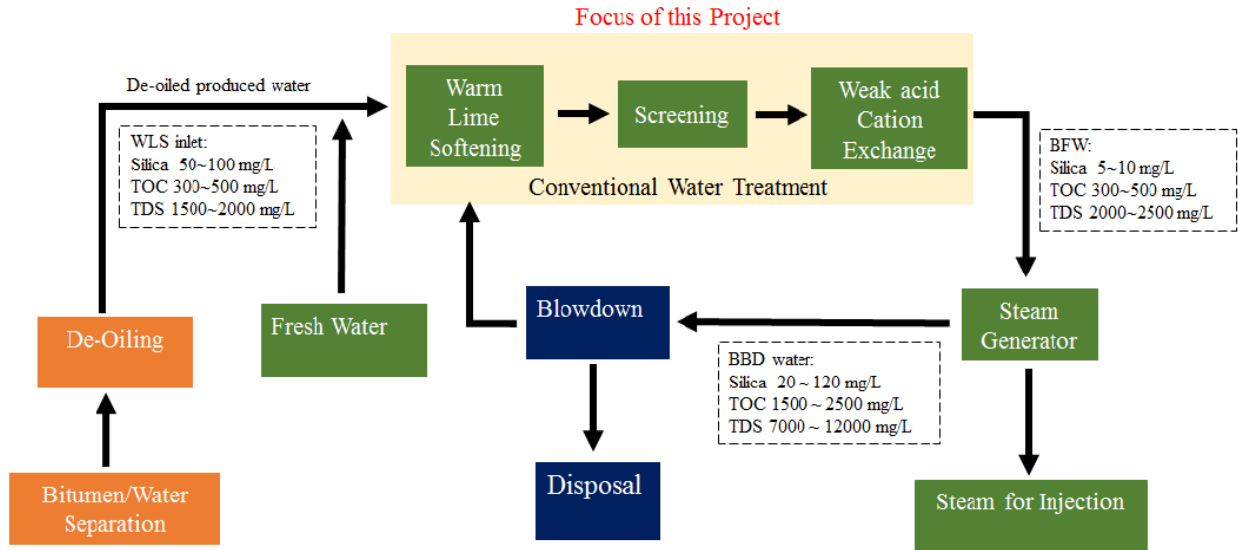 Focus of this Project
De-oiled produced water
WLS inlet:
Silica 50~100 mg/L
TOC 300~500 mg/L
TDS 1500~2000 mg/L
Warm
Lime
Softening
Screening
Weak acid
Cation
Exchange
Conventional Water Treatment
BFW:
Silica 5~10 mg/L
TOC 300~500 mg/L
TDS 2000~2500 mg/L
De-Oiling
Fresh Water
Blowdown
Steam
Generator
BBD water:
Silica 20 ~ 120 mg/L
TOC 1500 ~ 2500 mg/L
TDS 7000 ~ 12000 mg/L
Bitumen/Water
Separation
Disposal
Steam for Injection